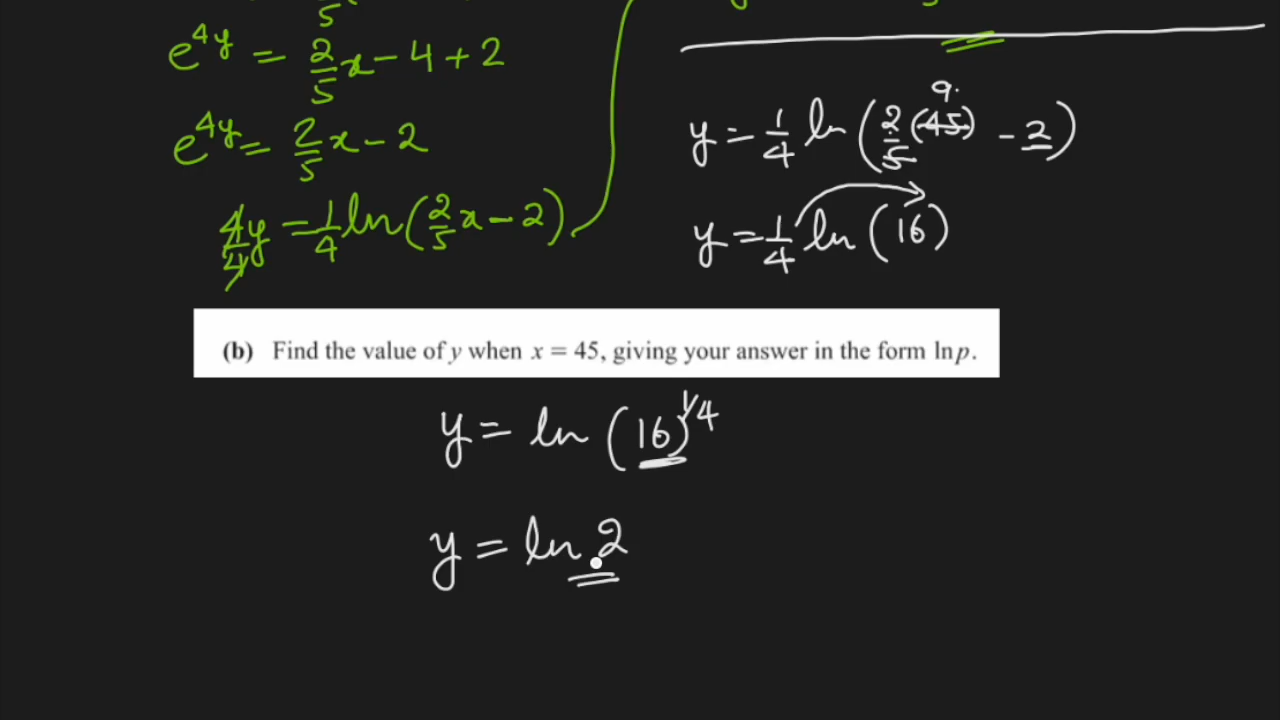 5
e^4y = 2/5 x - 4 + 2
e^4y = 2/5 x - 2
4y/4 = 1/4 ln(2/5 x - 2)
9.
y = 1/4 ln(2/5 (45) - 2)
y = 1/4 ln(16)
(b) Find the value of y when x = 45, giving your answer in the form ln p.
y = ln(16)^1/4
y = ln 2